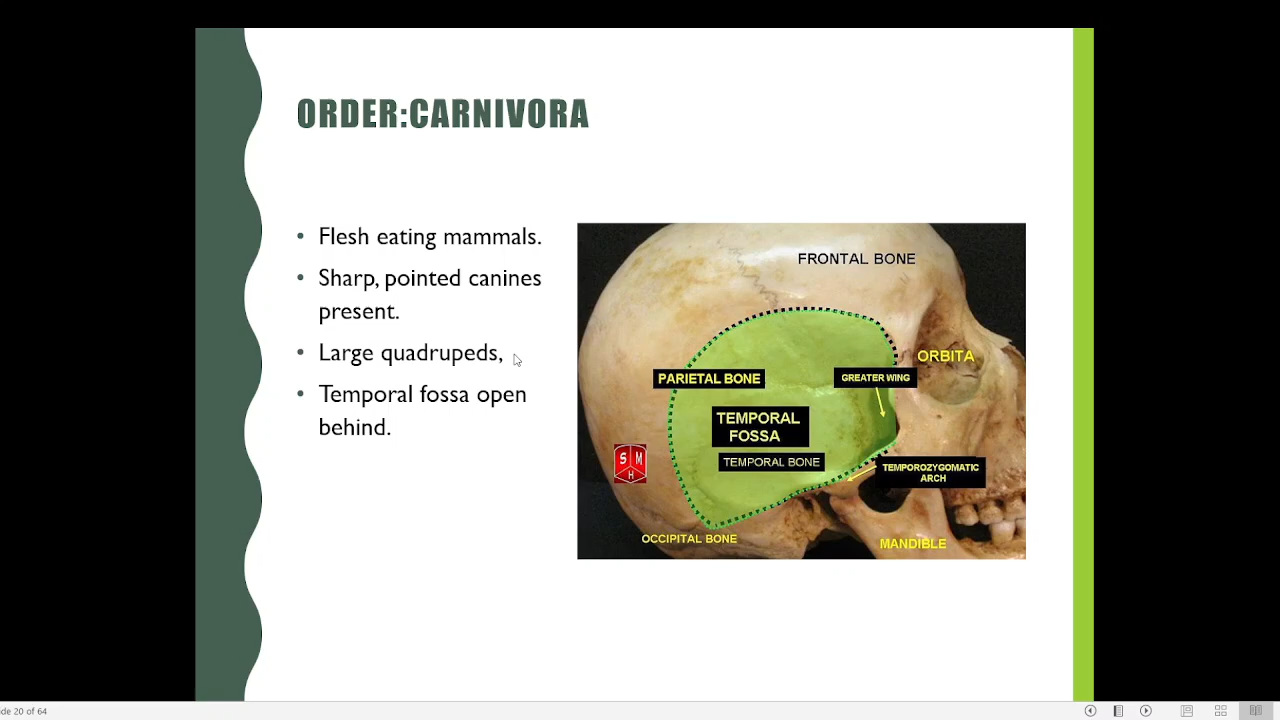 ORDER:CARNIVORA
• Flesh eating mammals.
• Sharp, pointed canines
present.
• Large quadrupeds,
• Temporal fossa open
behind.
FRONTAL BONE
ORBITA
PARIETAL BONE
GREATER WING
TEMPORAL
FOSSA
TEMPORAL BONE
TEMPOROZYGOMATIC
ARCH
S M
H
OCCIPITAL BONE
MANDIBLE
ide 20 of 64